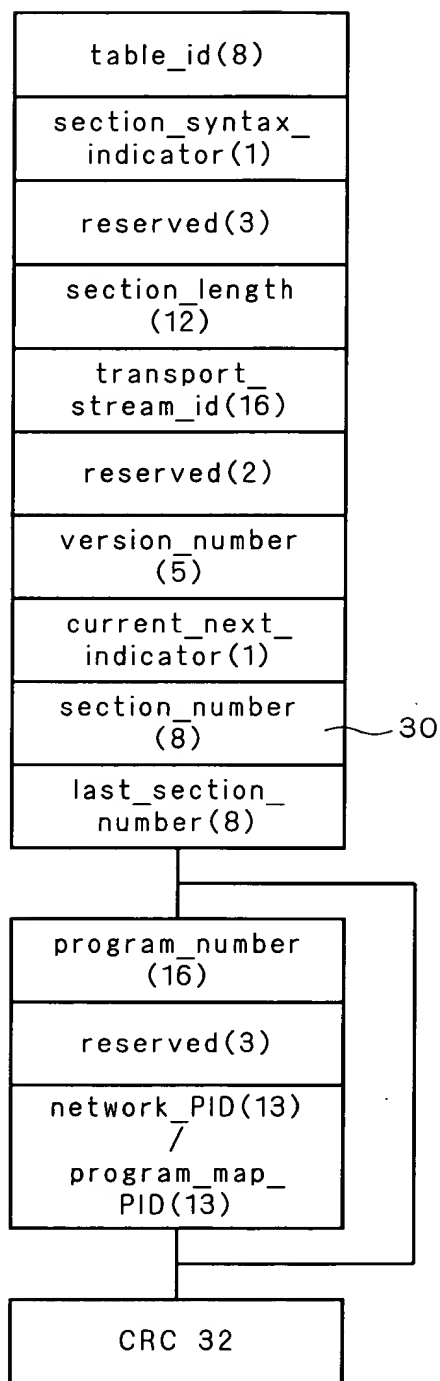 table_id(8)
section_syntax_
indicator(1)
reserved(3)
section_length
(12)
transport_
stream_id(16)
reserved(2)
version_number
(5)
current_next_
indicator(1)
section_number
(8)
30
last_section_
number(8)
program_number
(16)
reserved(3)
network_PID(13)
/
program_map_
PID(13)
CRC 32